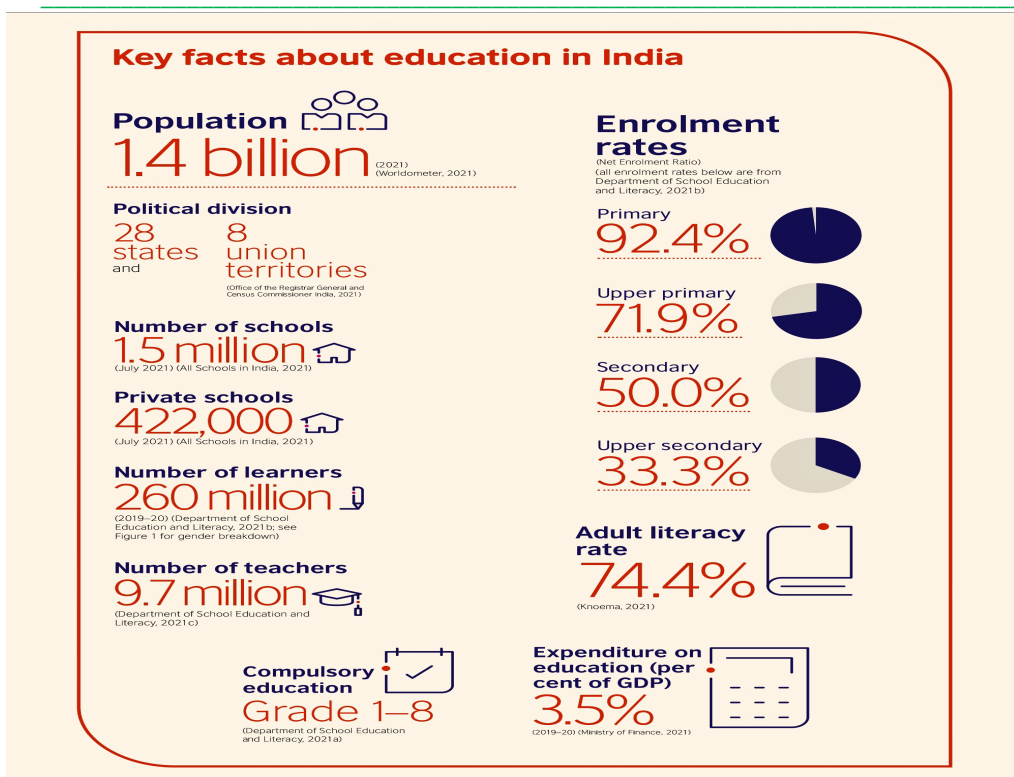 Key facts about education in India
Population
1.4 billion
(2021)
(Worldometer, 2021)
Political division
28
states
and
8
union
territories
(Office of the Registrar General and
Census Commissioner India, 2021)
Number of schools
1.5 million
(July 2021) (All Schools in India, 2021)
Private schools
422,000
(July 2021) (All Schools in India, 2021)
Number of learners
260 million
(2019–20) (Department of School
Education and Literacy, 2021b; see
Figure 1 for gender breakdown)
Number of teachers
9.7 million
(Department of School Education and
Literacy, 2021c)
Compulsory
education
Grade 1–8
(Department of School Education
and Literacy, 2021a)
Enrolment
rates
(Net Enrolment Ratio)
(all enrolment rates below are from
Department of School Education
and Literacy, 2021b)
Primary
92.4%
Upper primary
71.9%
Secondary
50.0%
Upper secondary
33.3%
Adult literacy
rate
74.4%
(Knoema, 2021)
Expenditure on
education (per
cent of GDP)
3.5%
(2019–20) (Ministry of Finance, 2021)